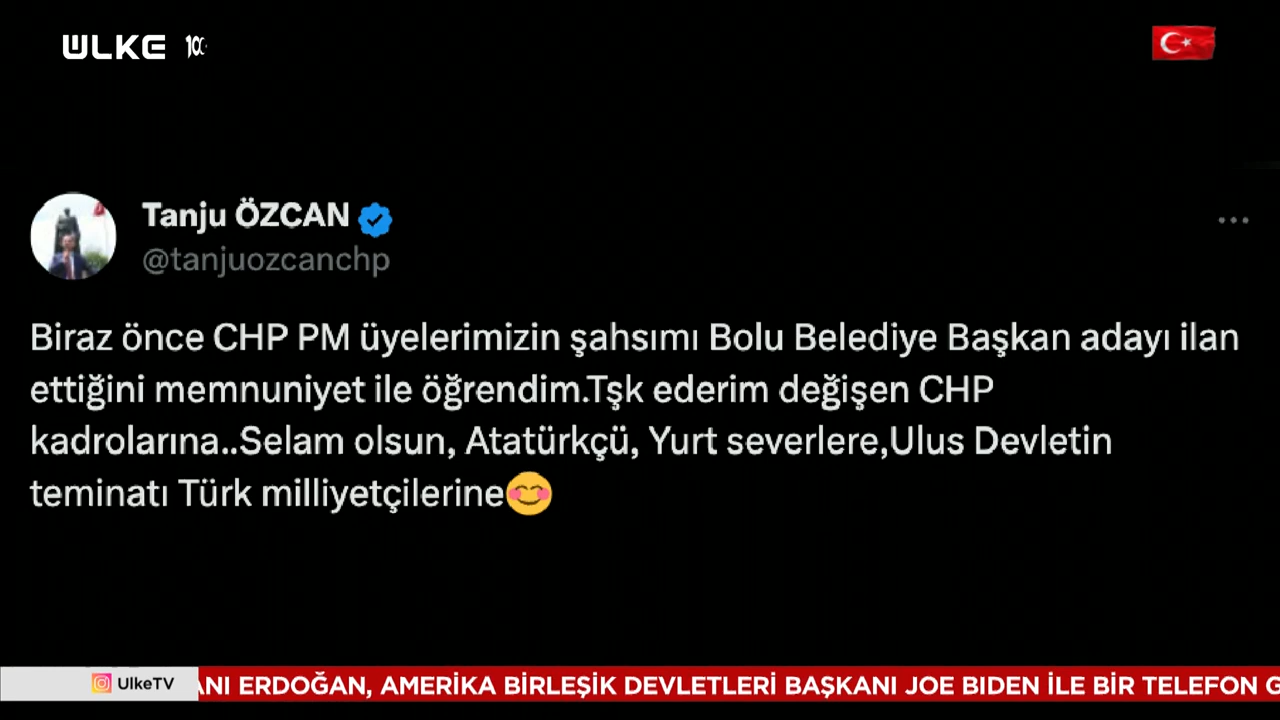 ULKE
Tanju ÖZCAN
@tanjuozcanchp
Biraz önce CHP PM üyelerimizin şahsımı Bolu Belediye Başkan adayı ilan
ettiğini memnuniyet ile öğrendim.Tşk ederim değişen CHP
kadrolarına..Selam olsun, Atatürkçü, Yurt severlere,Ulus Devletin
teminatı Türk milliyetçilerine😊
UlkeTV
ANI ERDOĞAN, AMERİKA BİRLEŞİK DEVLETLERİ BAŞKANI JOE BIDEN İLE BİR TELEFON G